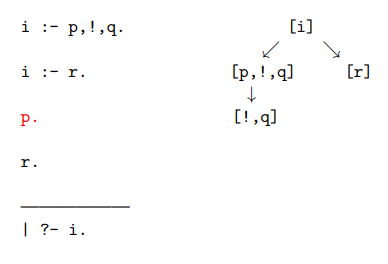 i :- p,!,q. [i]
i :- r. [p,!,q] [r]
p. [!,q]
r.
| ?- i.